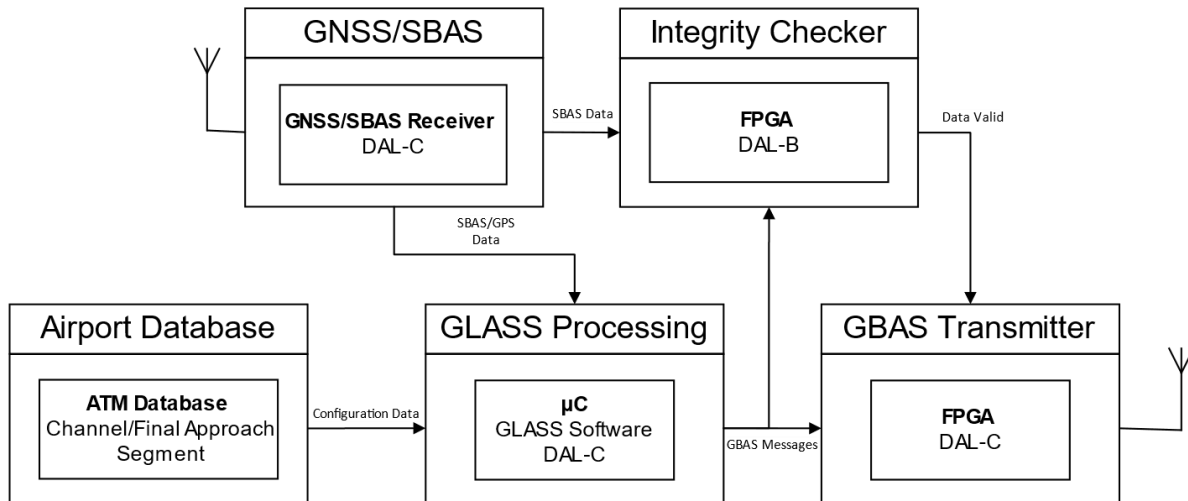 GNSS/SBAS
GNSS/SBAS Receiver
DAL-C
SBAS Data
Integrity Checker
FPGA
DAL-B
Data Valid
SBAS/GPS
Data
Airport Database
ATM Database
Channel/Final Approach
Segment
Configuration Data
GLASS Processing
µC
GLASS Software
DAL-C
GBAS Messages
GBAS Transmitter
FPGA
DAL-C